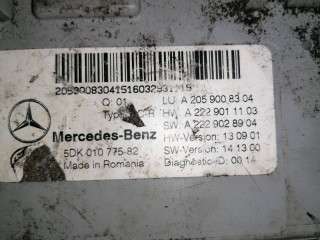 Q: 01 LU A 205 900 83 04
HW A 222 901 11 03
Mercedes-Benz SW A 222 902 89 04
HW-Version: 13 09 01
5DK 010 775-82 SW-Version: 14 13 00
Made in Romania Diagnostic-ID: 00 14